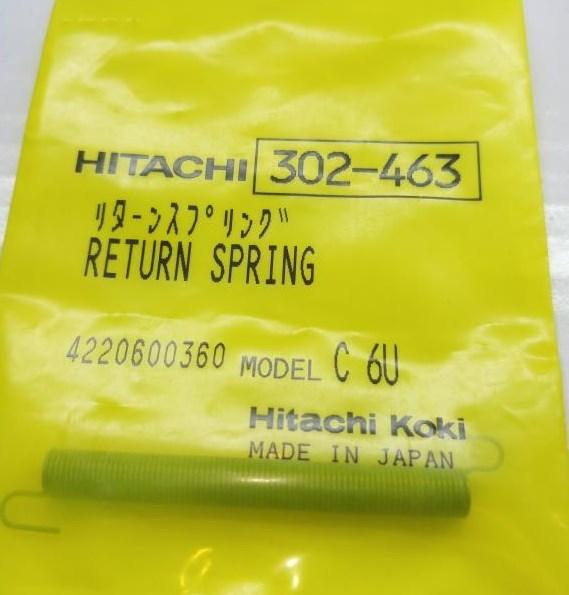 HITACHI 302-463
ﾘﾀｰﾝｽﾌﾟﾘﾝｸﾞ
RETURN SPRING
4220600360 MODEL C 6U
Hitachi Koki
MADE IN JAPAN